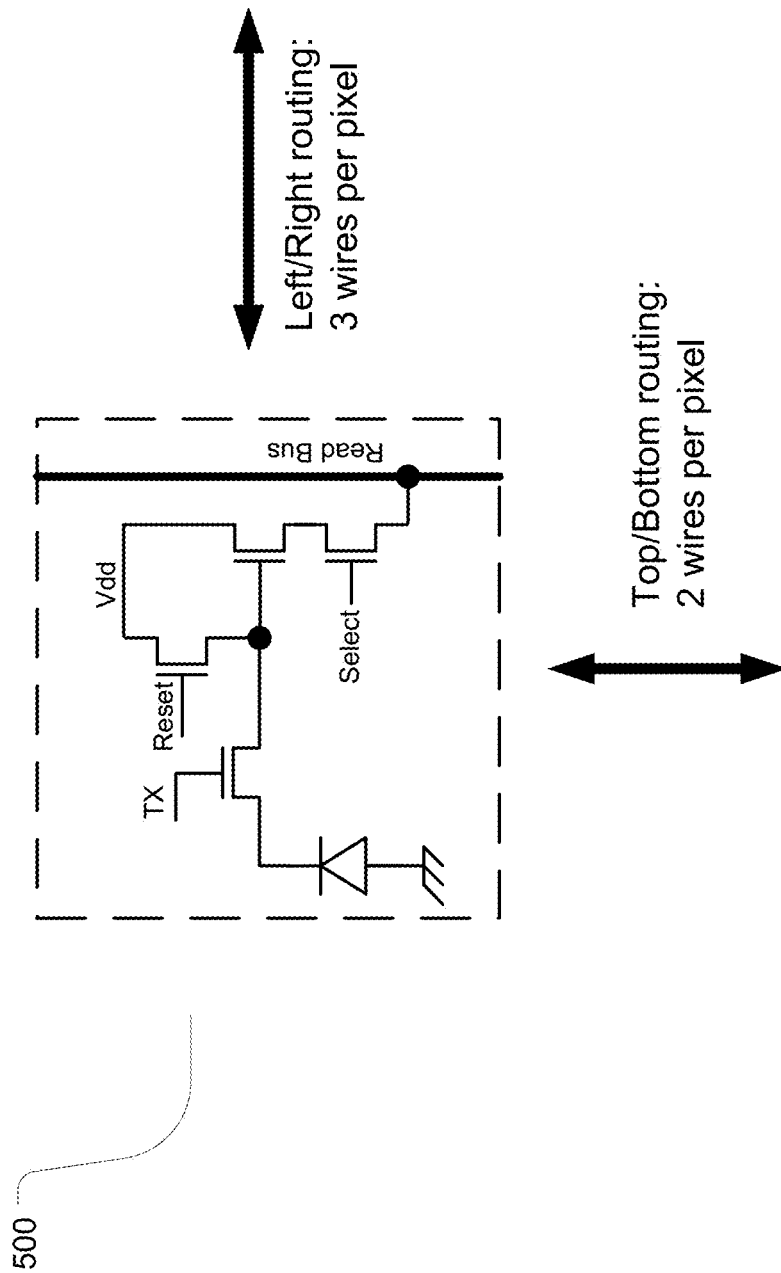 500
TX
Reset
Vdd
Select
Read Bus
Left/Right routing:
3 wires per pixel
Top/Bottom routing:
2 wires per pixel